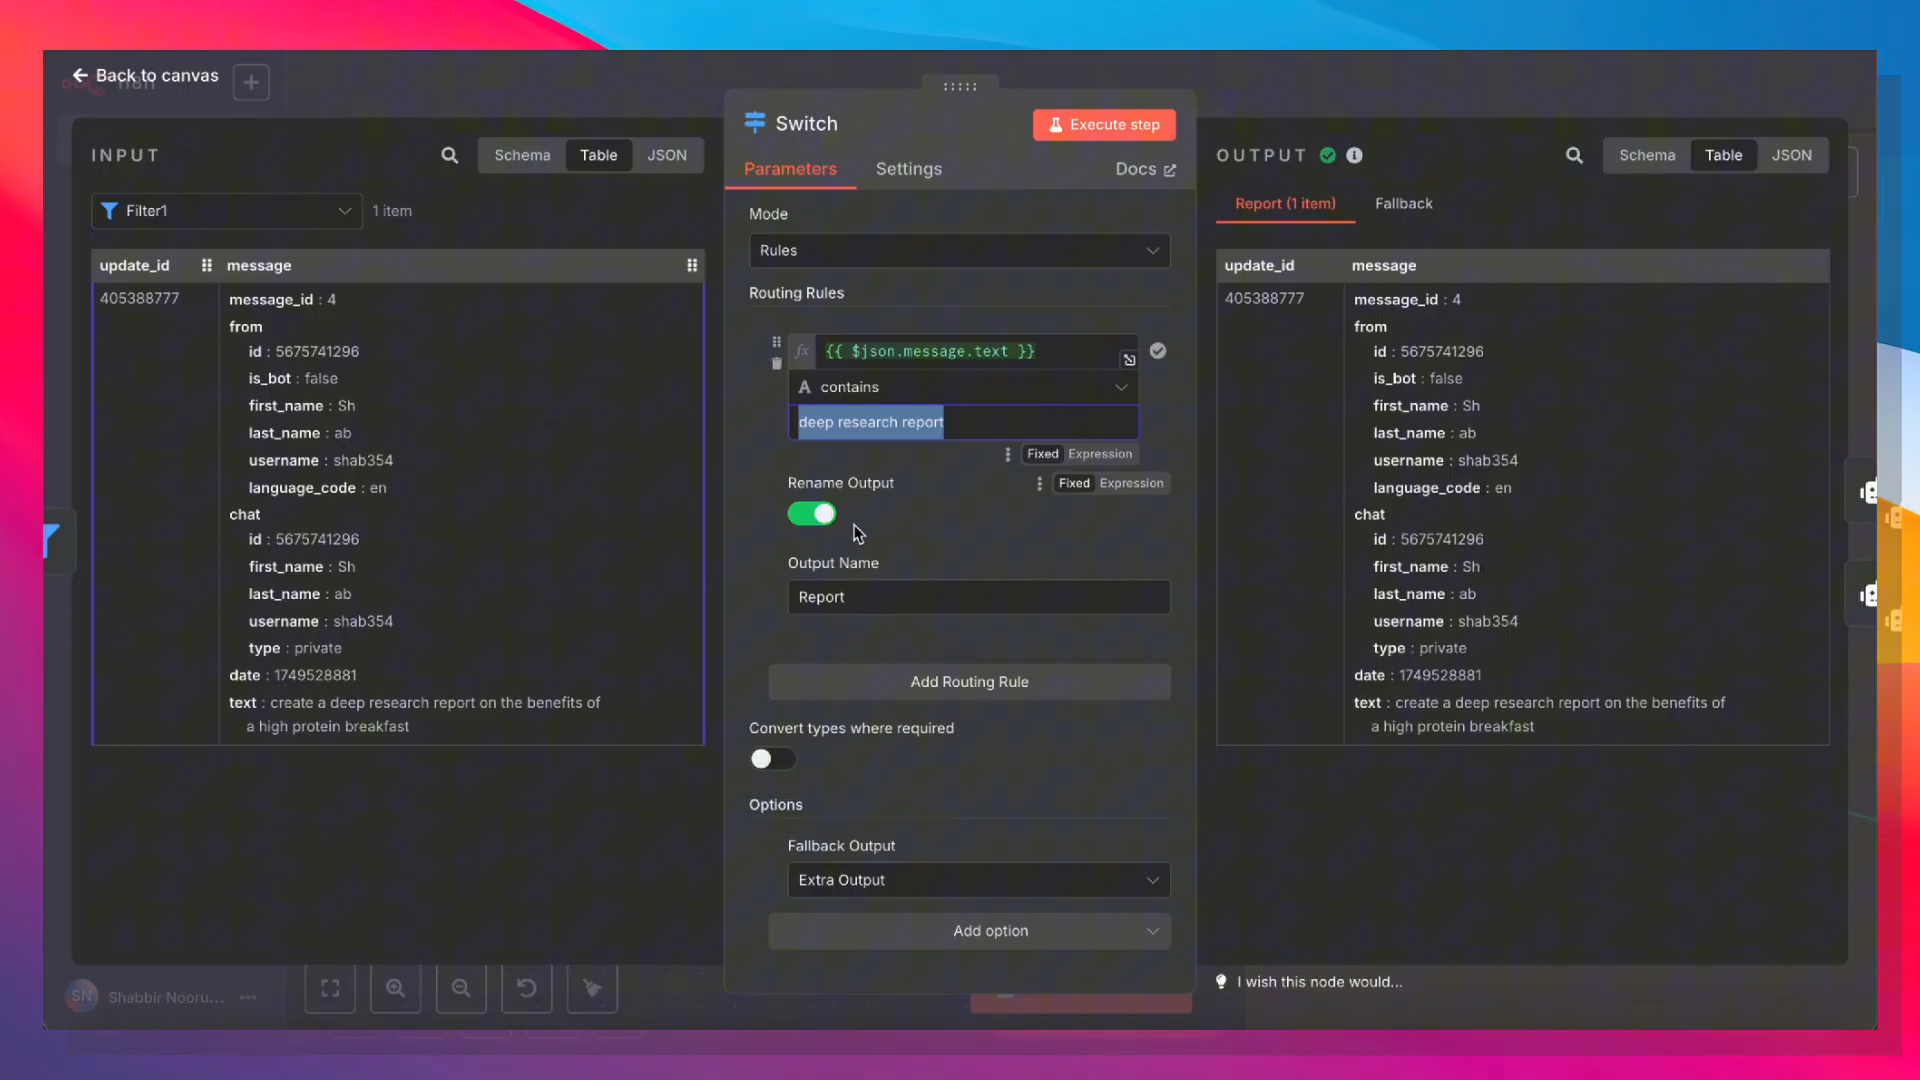 Back to canvas
n8n
INPUT
Schema
Table
JSON
Filter1
1 item
update_id
message
405388777
message_id : 4
from
id : 5675741296
is_bot : false
first_name : Sh
last_name : ab
username : shab354
language_code : en
chat
id : 5675741296
first_name : Sh
last_name : ab
username : shab354
type : private
date : 1749528881
text : create a deep research report on the benefits of
a high protein breakfast
SN
Shabbir Nooru...
Switch
Execute step
Parameters
Settings
Docs
Mode
Rules
Routing Rules
fx
{{ $json.message.text }}
A contains
deep research report
Fixed Expression
Rename Output
Fixed Expression
Output Name
Report
Add Routing Rule
Convert types where required
Options
Fallback Output
Extra Output
Add option
OUTPUT
Schema
Table
JSON
Report (1 item)
Fallback
update_id
message
405388777
message_id : 4
from
id : 5675741296
is_bot : false
first_name : Sh
last_name : ab
username : shab354
language_code : en
chat
id : 5675741296
first_name : Sh
last_name : ab
username : shab354
type : private
date : 1749528881
text : create a deep research report on the benefits of
a high protein breakfast
I wish this node would...